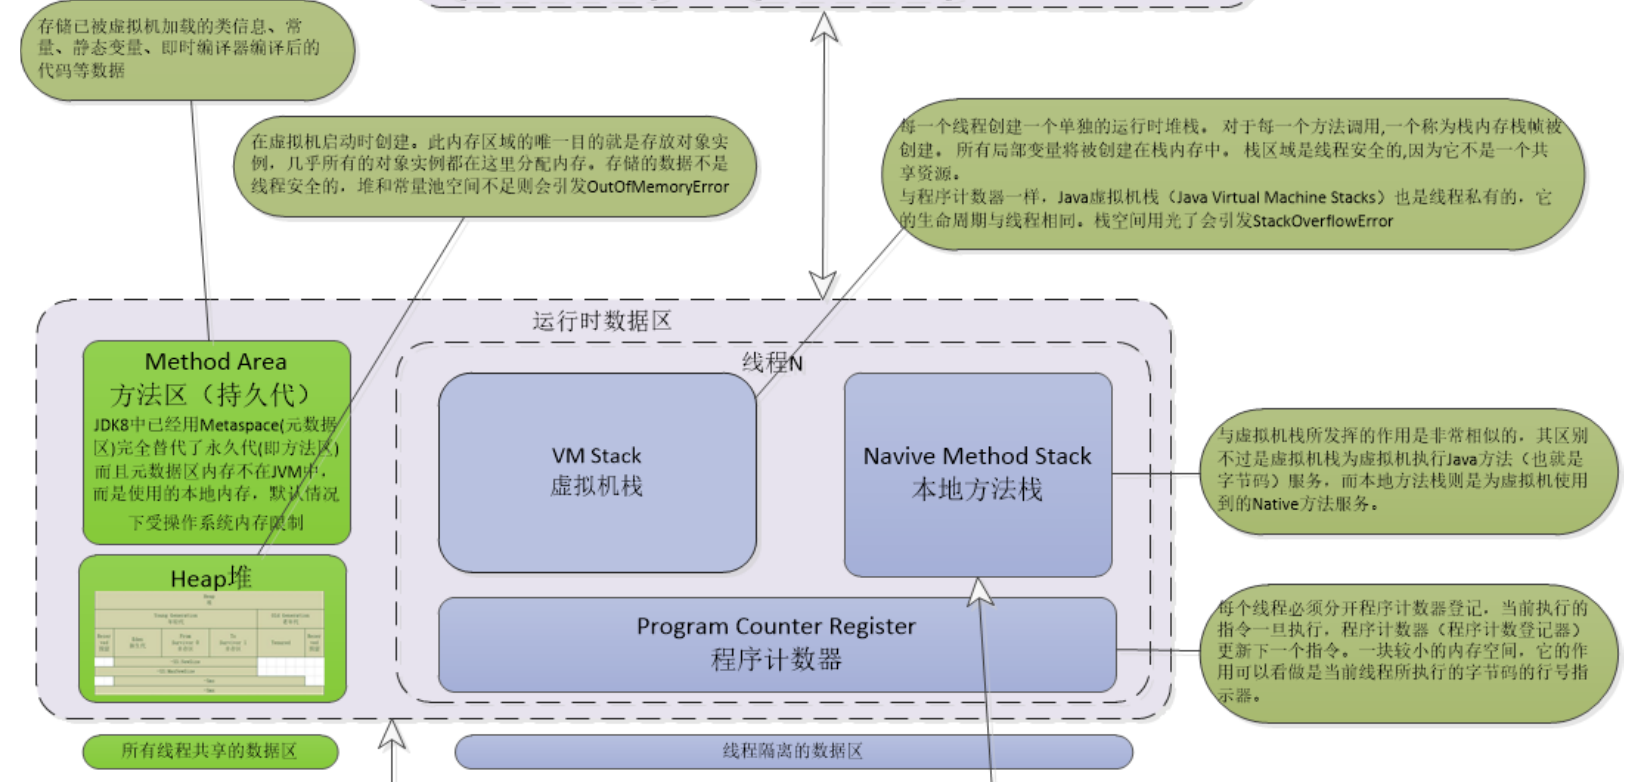 存储已被虚拟机加载的类信息、常
量、静态变量、即时编译器编译后的
代码等数据
在虚拟机启动时创建。此内存区域的唯一目的就是存放对象实
例，几乎所有的对象实例都在这里分配内存。存储的数据不是
线程安全的，堆和常量池空间不足则会引发OutOfMemoryError
每一个线程创建一个单独的运行时堆栈。 对于每一个方法调用,一个称为栈内存栈帧被
创建。 所有局部变量将被创建在栈内存中。 栈区域是线程安全的,因为它不是一个共
享资源。
与程序计数器一样，Java虚拟机栈（Java Virtual Machine Stacks）也是线程私有的，它
的生命周期与线程相同。栈空间用光了会引发StackOverflowError
运行时数据区
Method Area
方法区（持久代）
JDK8中已经用Metaspace(元数据
区)完全替代了永久代(即方法区)
而且元数据区内存不在JVM中，
而是使用的本地内存，默认情况
下受操作系统内存限制
线程N
VM Stack
虚拟机栈
Navive Method Stack
本地方法栈
与虚拟机栈所发挥的作用是非常相似的，其区别
不过是虚拟机栈为虚拟机执行Java方法（也就是
字节码）服务，而本地方法栈则是为虚拟机使用
到的Native方法服务。
Heap堆
Program Counter Register
程序计数器
每个线程必须分开程序计数器登记，当前执行的
指令一旦执行，程序计数器（程序计数登记器）
更新下一个指令。一块较小的内存空间，它的作
用可以看做是当前线程所执行的字节码的行号指
示器。
所有线程共享的数据区
线程隔离的数据区